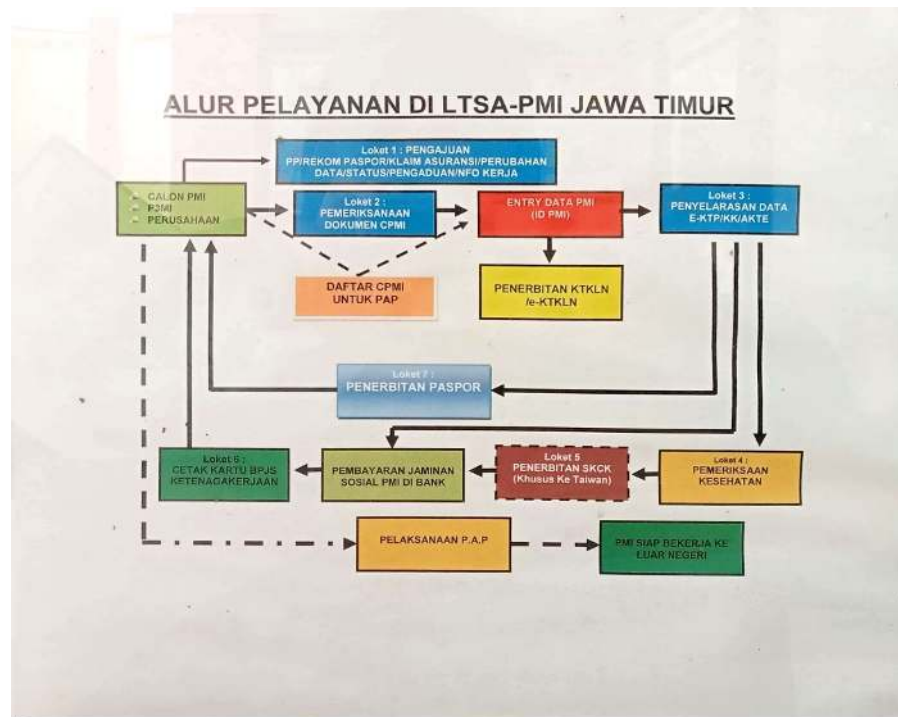 ALUR PELAYANAN DI LTSA-PMI JAWA TIMUR
Loket 1 : PENGAJUAN
PP/REKOM PASPOR/KLAIM ASURANSI/PERUBAHAN
DATA/STATUS/PENGADUAN/NFO KERJA
CALON PMI
P3MI
PERUSAHAAN
Loket 2 :
PEMERIKSANAAN
DOKUMEN CPMI
ENTRY DATA PMI
(ID PMI)
Loket 3 :
PENYELARASAN DATA
E-KTP/KK/AKTE
DAFTAR CPMI
UNTUK PAP
PENERBITAN KTKLN
/e-KTKLN
Loket 7 :
PENERBITAN PASPOR
Loket 6 :
CETAK KARTU BPJS
KETENAGAKERJAAN
PEMBAYARAN JAMINAN
SOSIAL PMI DI BANK
Loket 5
PENERBITAN SKCK
(Khusus Ke Taiwan)
Loket 4 :
PEMERIKSAAN
KESEHATAN
PELAKSANAAN P.A.P
PMI SIAP BEKERJA KE
LUAR NEGERI